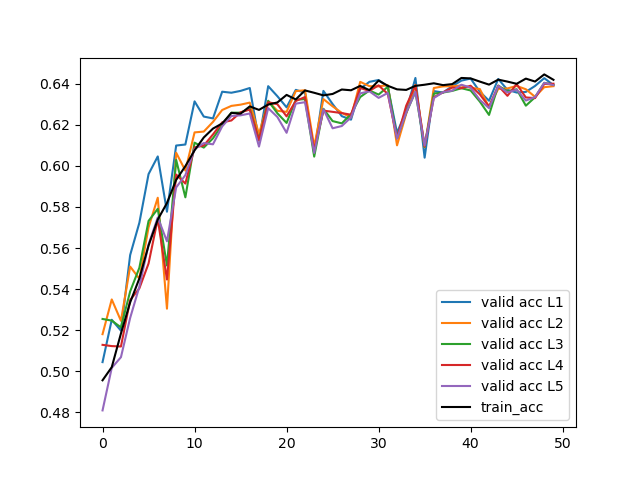 0.64
0.62
0.60
0.58
0.56
0.54
0.52
0.50
0.48
valid acc L1
valid acc L2
valid acc L3
valid acc L4
valid acc L5
train_acc
0 10 20 30 40 50